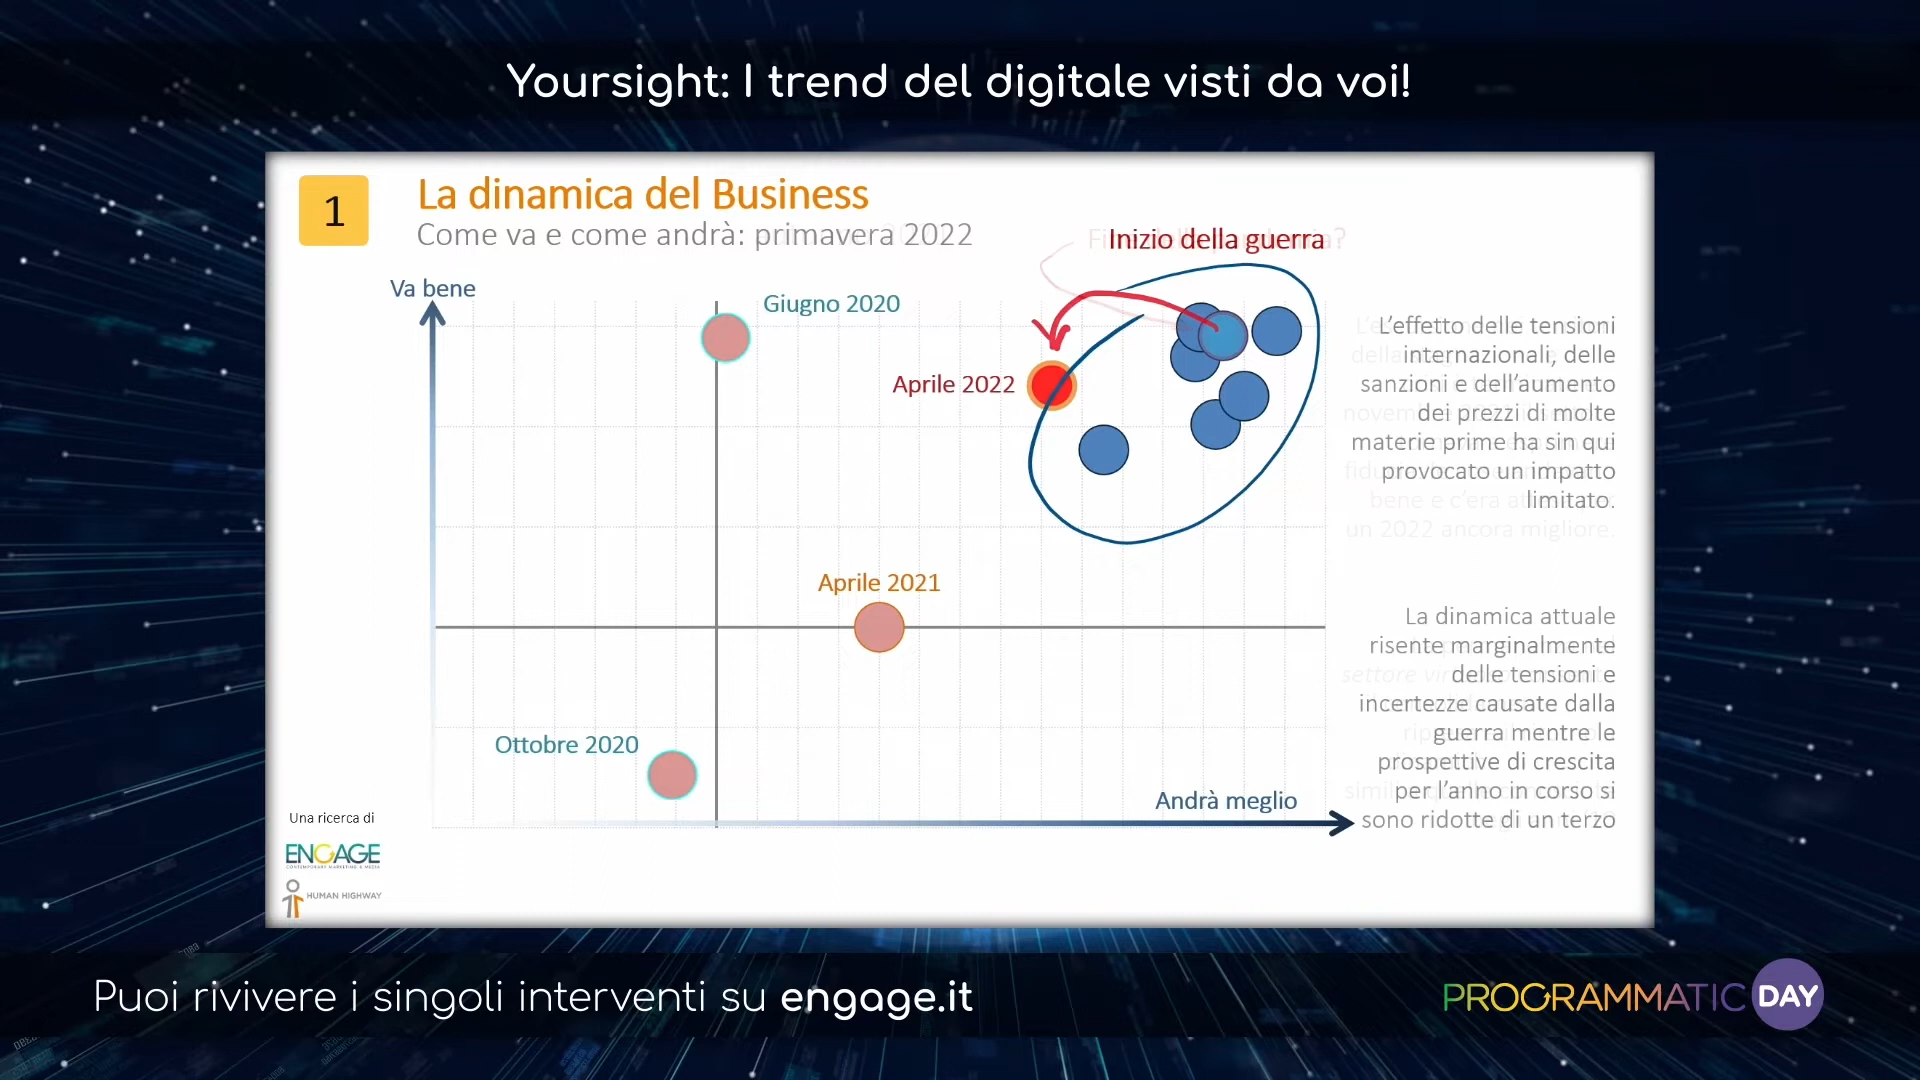 Yoursight: I trend del digitale visti da voi!
1
La dinamica del Business
Come va e come andrà: primavera 2022
Inizio della guerra
Va bene
Giugno 2020
Aprile 2022
Aprile 2021
Ottobre 2020
Andrà meglio
L'effetto delle tensioni
internazionali, delle
sanzioni e dell'aumento
dei prezzi di molte
materie prime ha sin qui
provocato un impatto
limitato.
un 2022 ancora migliore.
La dinamica attuale
risente marginalmente
delle tensioni e
incertezze causate dalla
guerra mentre le
prospettive di crescita
per l'anno in corso si
sono ridotte di un terzo
Una ricerca di
ENGAGE
HUMAN HIGHWAY
Puoi rivivere i singoli interventi su engage.it
PROGRAMMATIC DAY